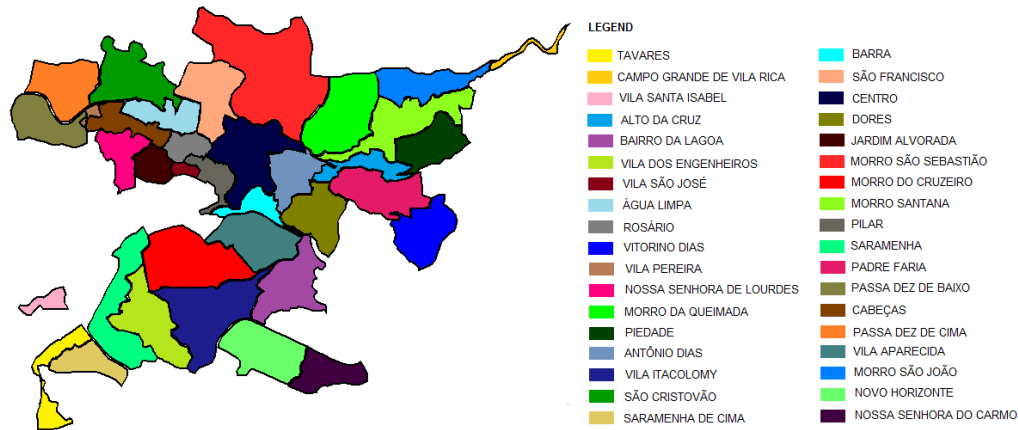 LEGEND
TAVARES
CAMPO GRANDE DE VILA RICA
VILA SANTA ISABEL
ALTO DA CRUZ
BAIRRO DA LAGOA
VILA DOS ENGENHEIROS
VILA SÃO JOSÉ
ÁGUA LIMPA
ROSÁRIO
VITORINO DIAS
VILA PEREIRA
NOSSA SENHORA DE LOURDES
MORRO DA QUEIMADA
PIEDADE
ANTÔNIO DIAS
VILA ITACOLOMY
SÃO CRISTOVÃO
SARAMENHA DE CIMA
BARRA
SÃO FRANCISCO
CENTRO
DORES
JARDIM ALVORADA
MORRO SÃO SEBASTIÃO
MORRO DO CRUZEIRO
MORRO SANTANA
PILAR
SARAMENHA
PADRE FARIA
PASSA DEZ DE BAIXO
CABEÇAS
PASSA DEZ DE CIMA
VILA APARECIDA
MORRO SÃO JOÃO
NOVO HORIZONTE
NOSSA SENHORA DO CARMO